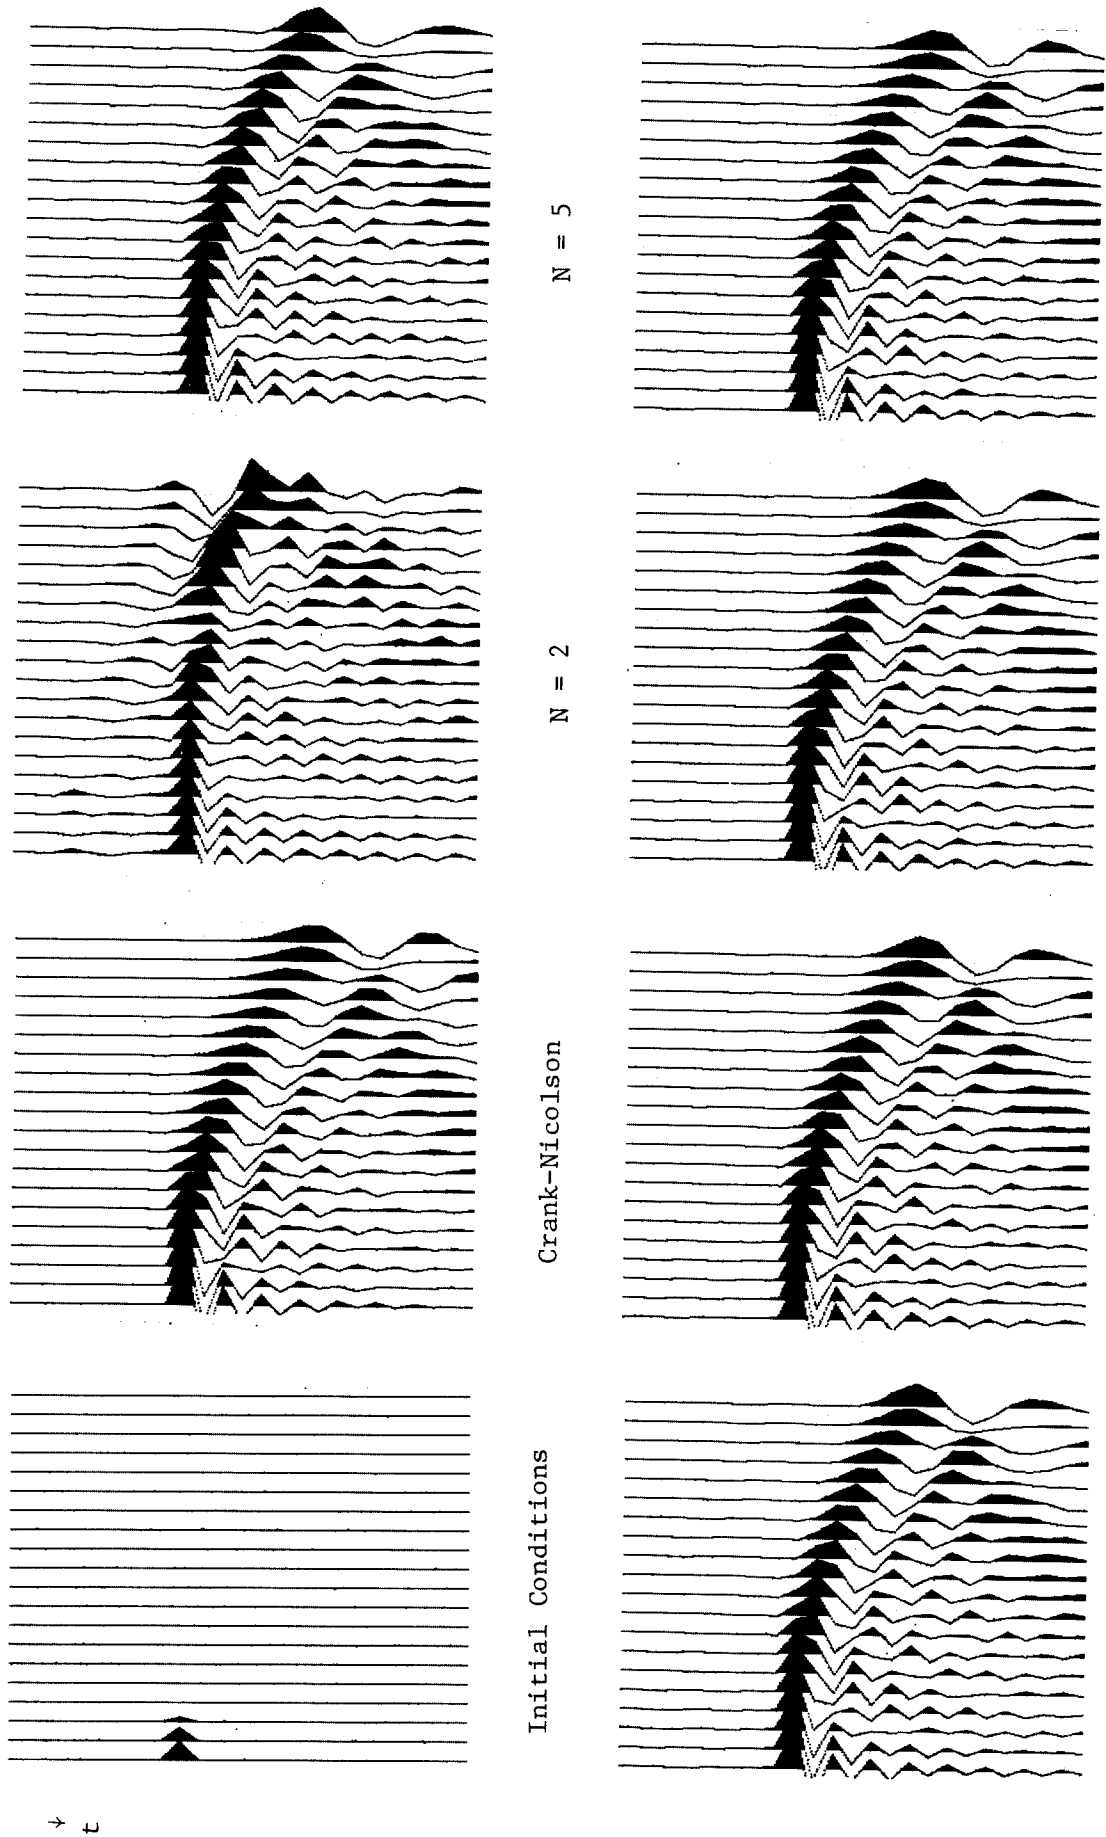 t
Initial Conditions
Crank-Nicolson
N = 2
N = 5